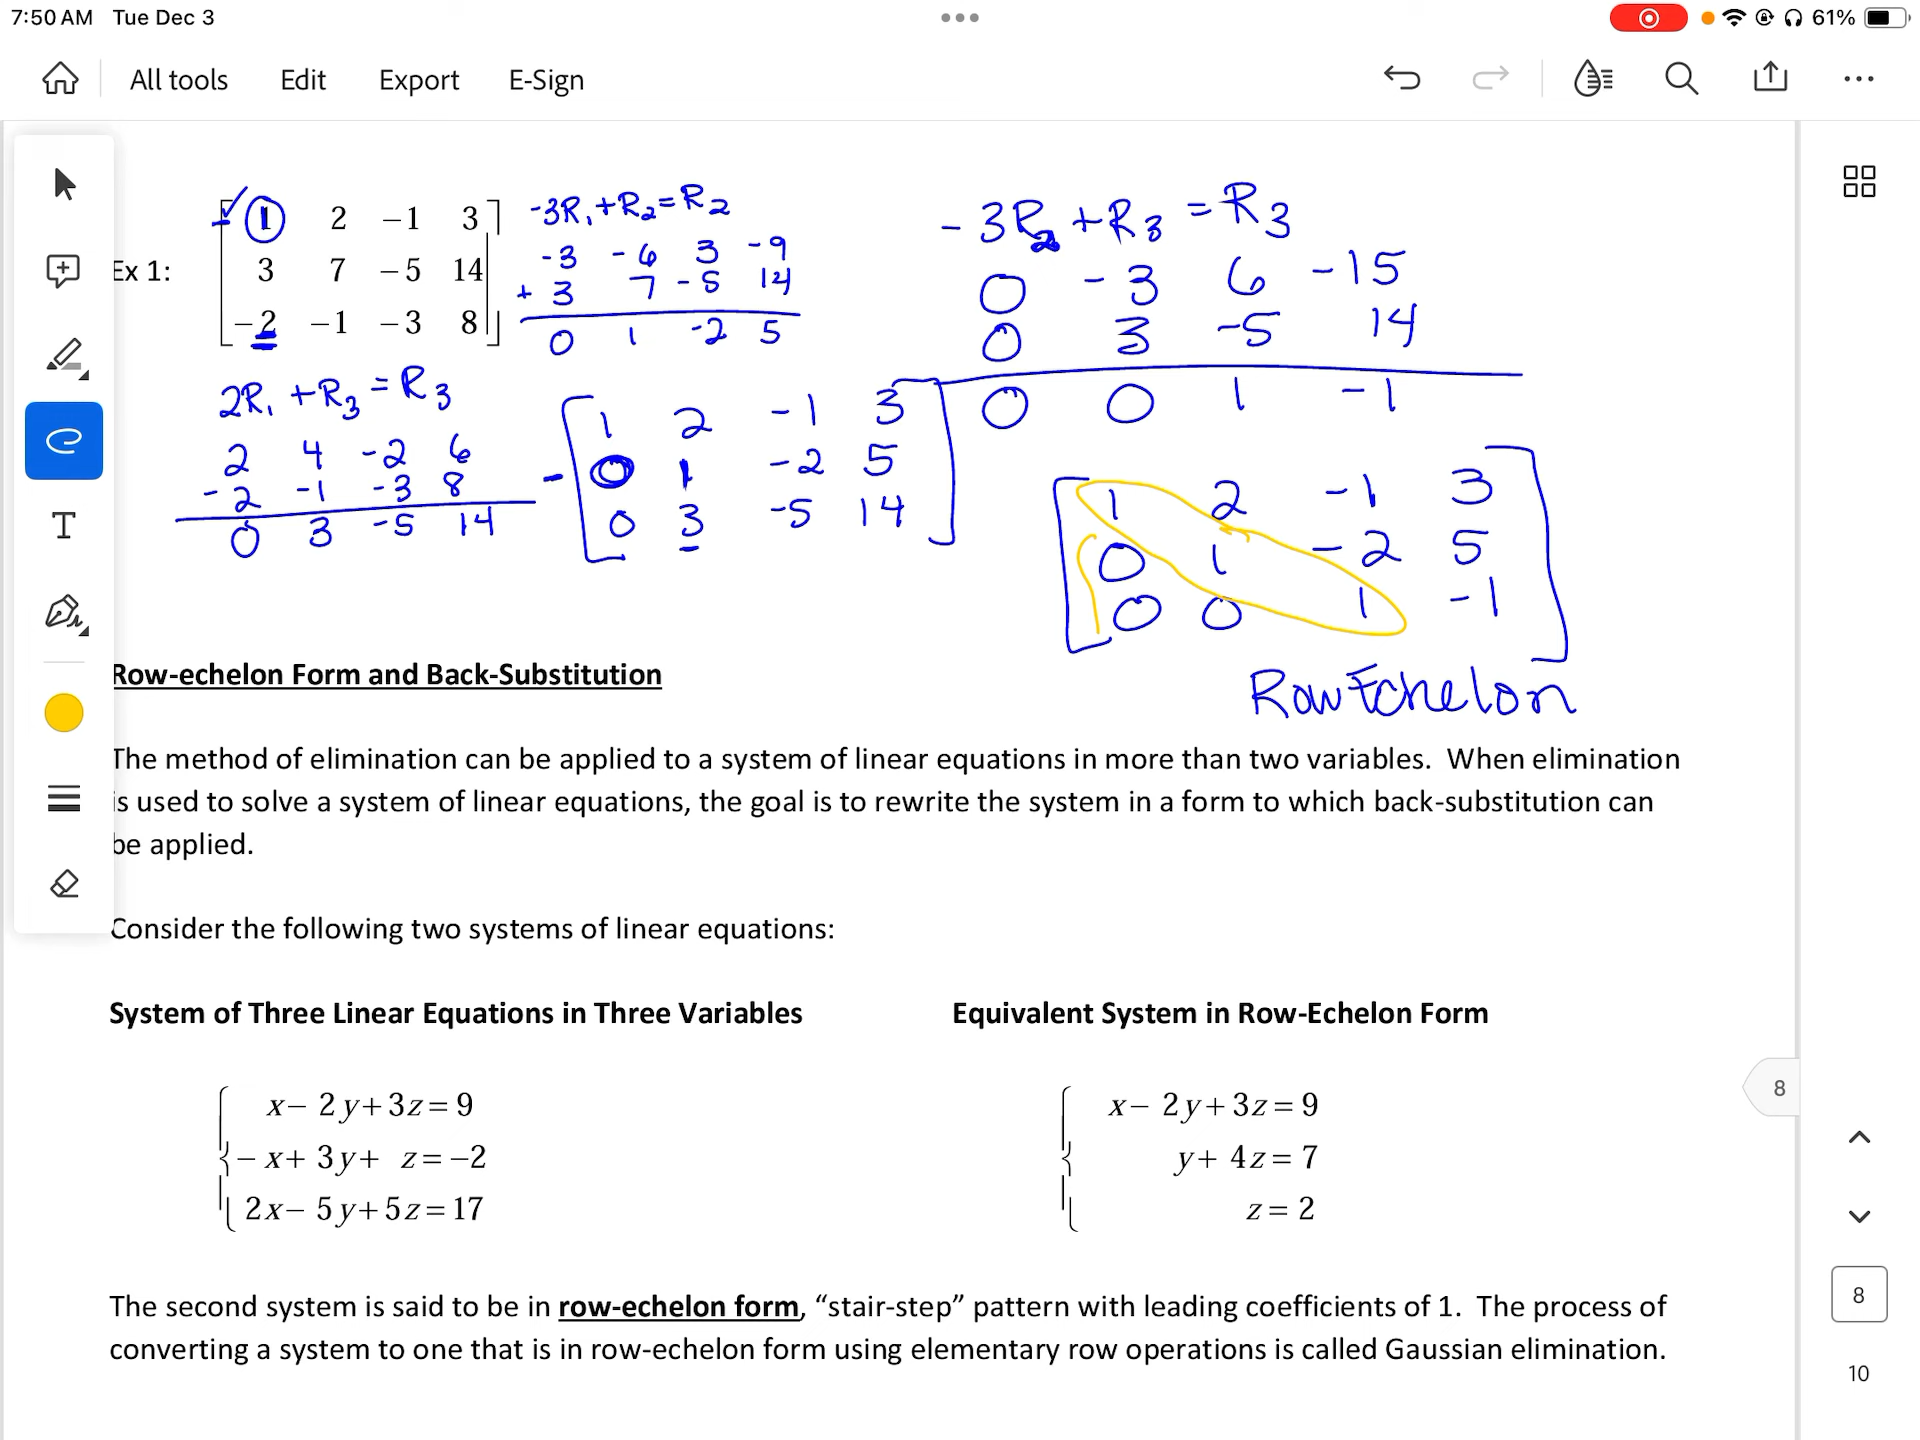 7:50 AM Tue Dec 3
61%
All tools Edit Export E-Sign
Ex 1:
1 2 −1 3
3 7 −5 14
−2 −1 −3 8
-3R1+R2=R2
-3 -6 3 -9
+ 3 7 -5 14
0 1 -2 5
-3R2+R3=R3
0 -3 6 -15
0 3 -5 14
0 0 1 -1
2R1+R3=R3
2 4 -2 6
-2 -1 -3 8
0 3 -5 14
1 2 -1 3
0 1 -2 5
0 3 -5 14
1 2 -1 3
0 1 -2 5
0 0 1 -1
Row Echelon
Row-echelon Form and Back-Substitution
The method of elimination can be applied to a system of linear equations in more than two variables. When elimination
is used to solve a system of linear equations, the goal is to rewrite the system in a form to which back-substitution can
be applied.
Consider the following two systems of linear equations:
System of Three Linear Equations in Three Variables
x− 2y+3z=9
−x+ 3y+ z=−2
2x− 5y+5z=17
Equivalent System in Row-Echelon Form
x− 2y+3z=9
y+ 4z=7
z=2
The second system is said to be in row-echelon form, “stair-step” pattern with leading coefficients of 1. The process of
converting a system to one that is in row-echelon form using elementary row operations is called Gaussian elimination.
8
8
10